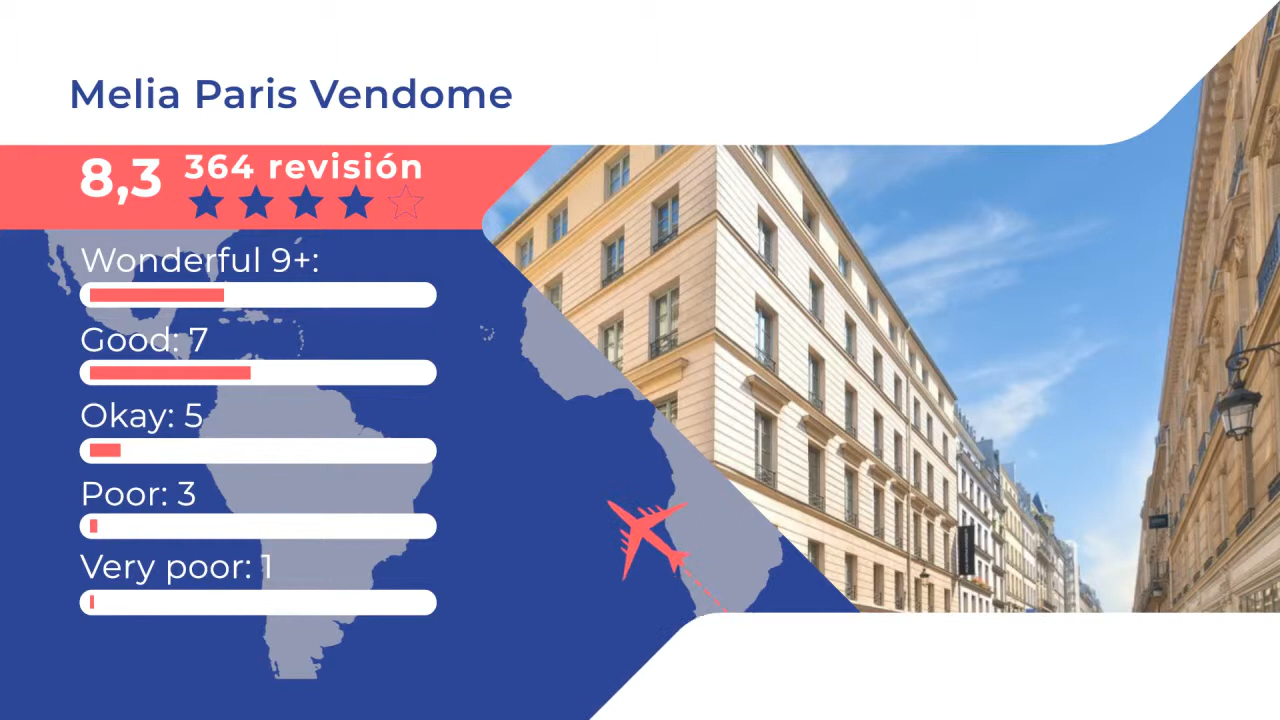 Melia Paris Vendome
8,3
364 revisión
Wonderful 9+:
Good: 7
Okay: 5
Poor: 3
Very poor: 1